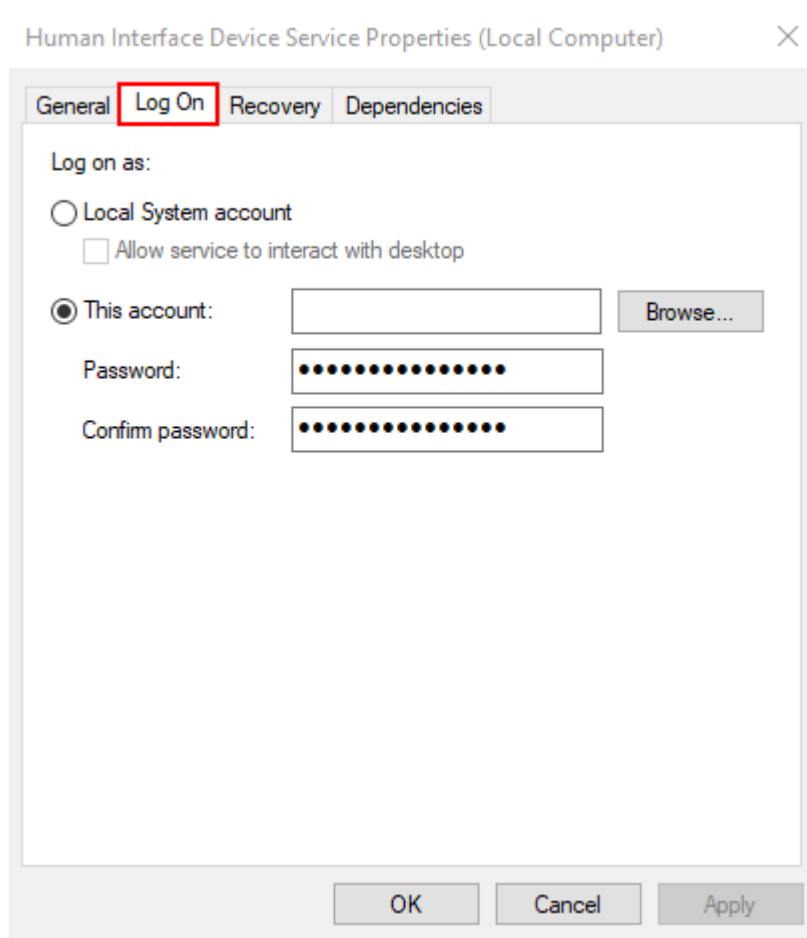 Human Interface Device Service Properties (Local Computer)
General Log On Recovery Dependencies
Log on as:
Local System account
Allow service to interact with desktop
This account: Browse...
Password: •••••••••••••••
Confirm password: •••••••••••••••
OK Cancel Apply